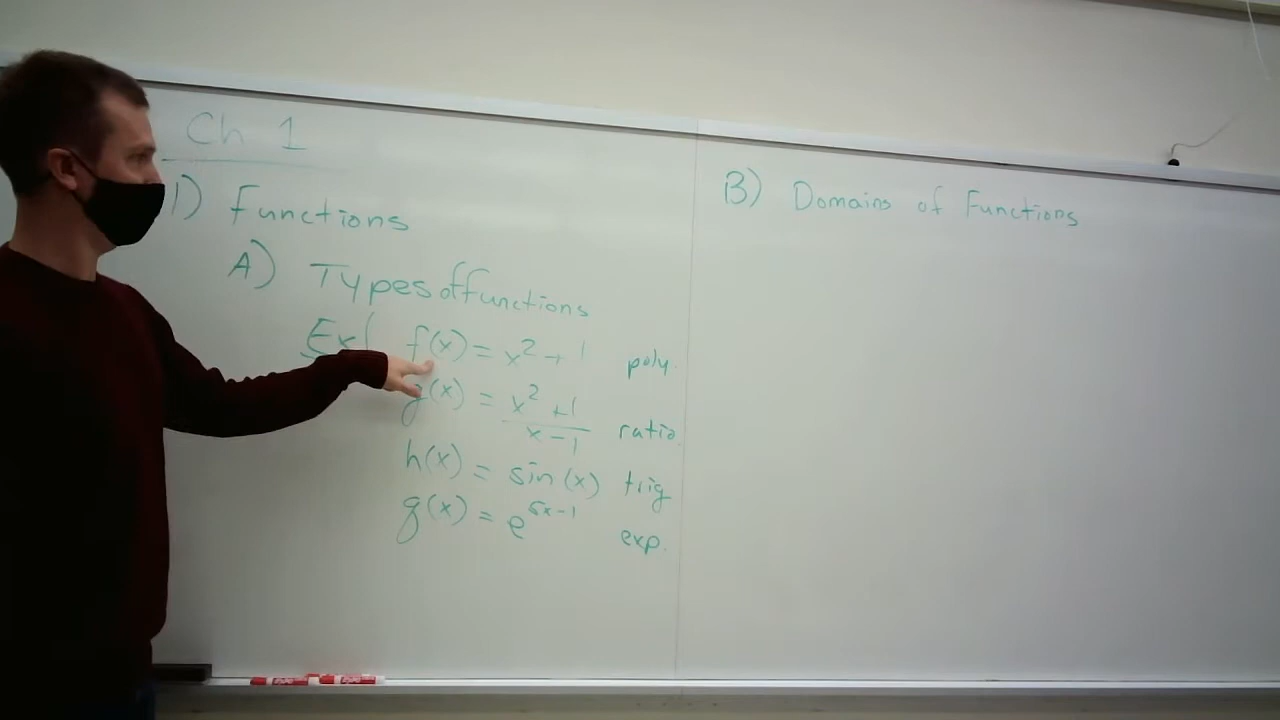 Ch 1
1) Functions
A) Types of functions
Ex( f(x) = x² + 1 poly.
g(x) = x² + 1 / x - 1 ratio.
h(x) = sin(x) trig
g(x) = e^5x-1 exp.
B) Domains of Functions